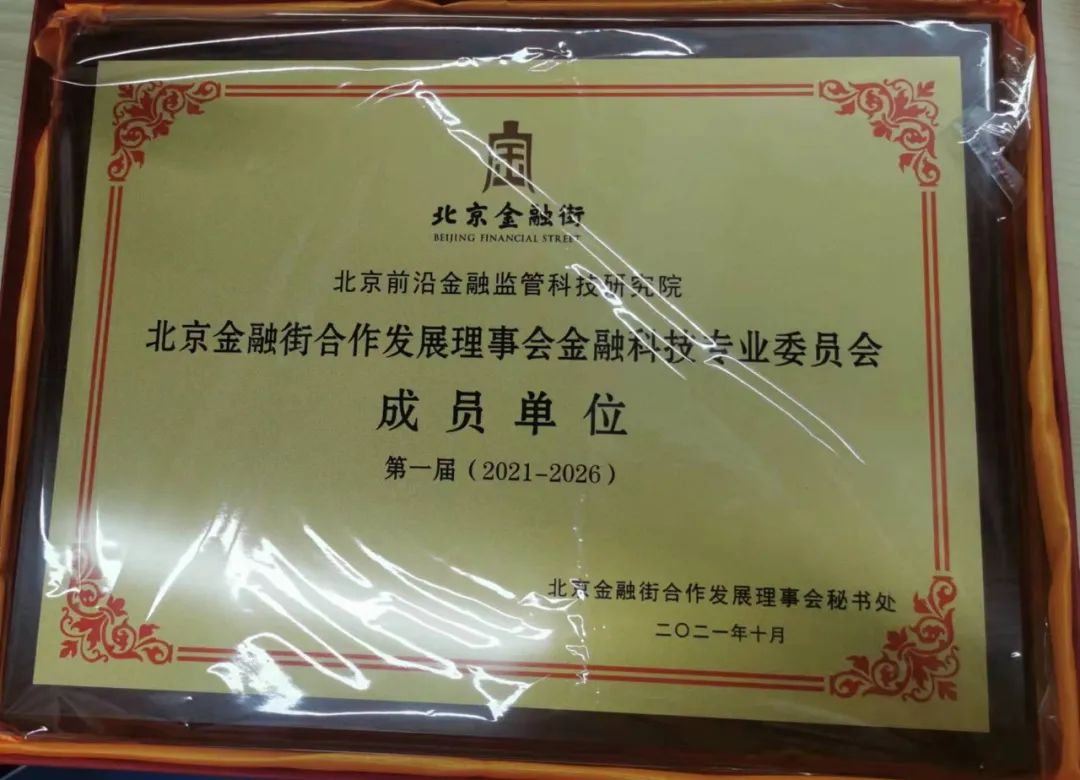 北京金融街
BEIJING FINANCIAL STREET
北京前沿金融监管科技研究院
北京金融街合作发展理事会金融科技专业委员会
成员单位
第一届（2021-2026）
北京金融街合作发展理事会秘书处
二〇二一年十月